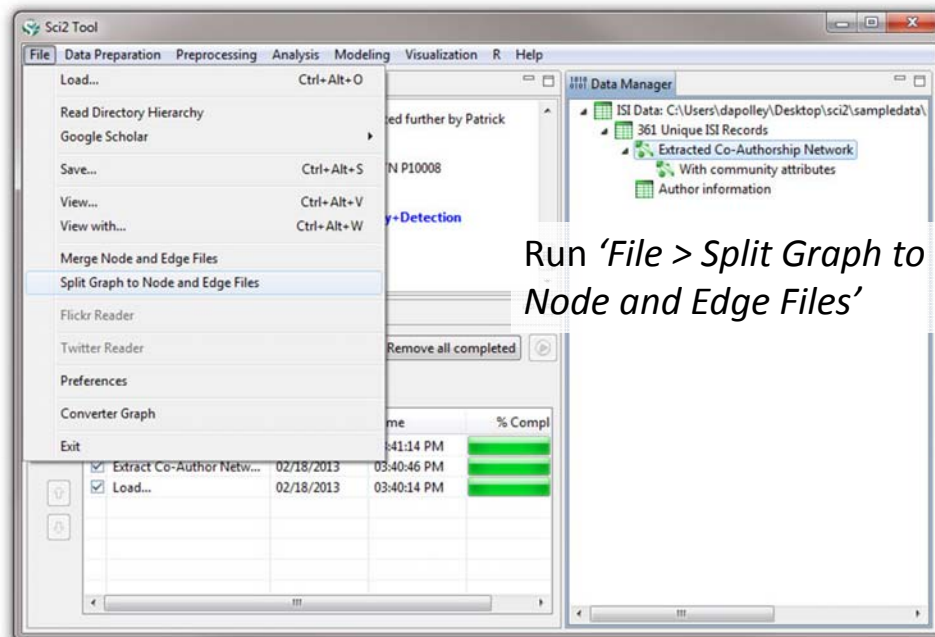 Sci2 Tool
File Data Preparation Preprocessing Analysis Modeling Visualization R Help
Load... Ctrl+Alt+O
Read Directory Hierarchy
Google Scholar
Save... Ctrl+Alt+S
View... Ctrl+Alt+V
View with... Ctrl+Alt+W
Merge Node and Edge Files
Split Graph to Node and Edge Files
Flickr Reader
Twitter Reader
Preferences
Converter Graph
Exit
ted further by Patrick
N P10008
y+Detection
Remove all completed
me % Compl
:41:14 PM
Extract Co-Author Netw... 02/18/2013 03:40:46 PM
Load... 02/18/2013 03:40:14 PM
Data Manager
ISI Data: C:\Users\dapolley\Desktop\sci2\sampledata\
361 Unique ISI Records
Extracted Co-Authorship Network
With community attributes
Author information
Run ‘File > Split Graph to
Node and Edge Files’